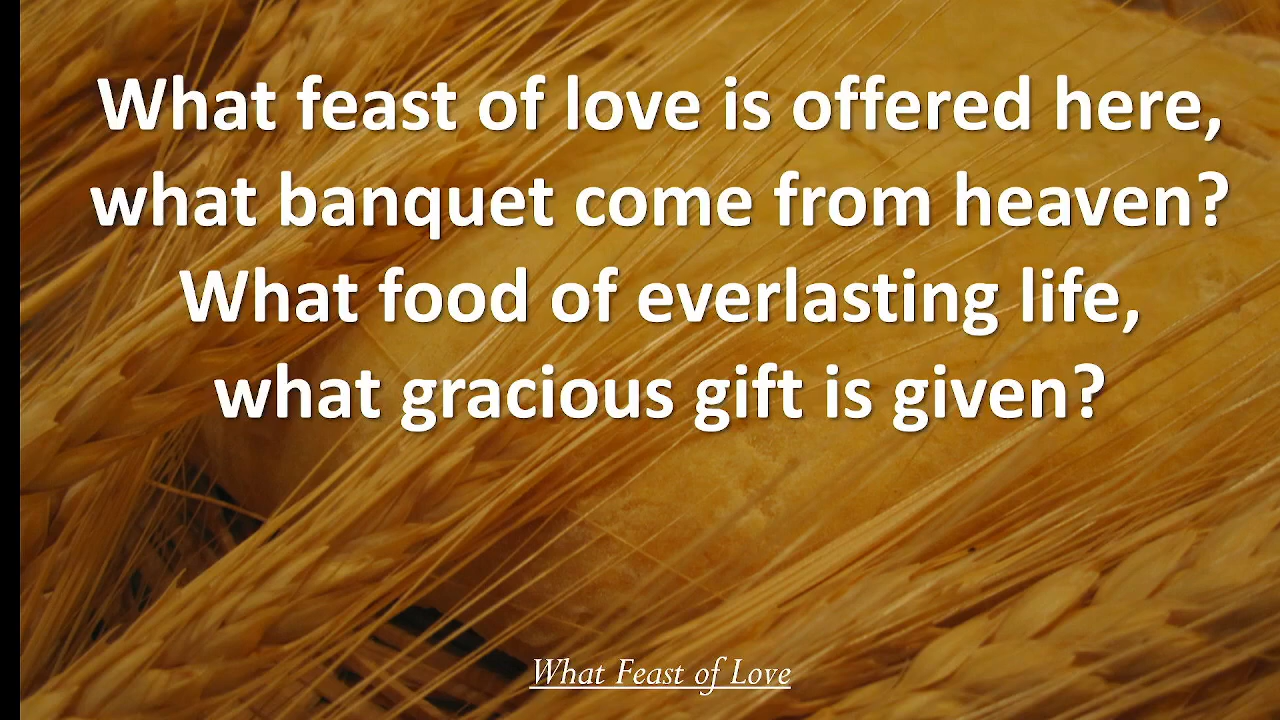 What feast of love is offered here,
what banquet come from heaven?
What food of everlasting life,
what gracious gift is given?
What Feast of Love